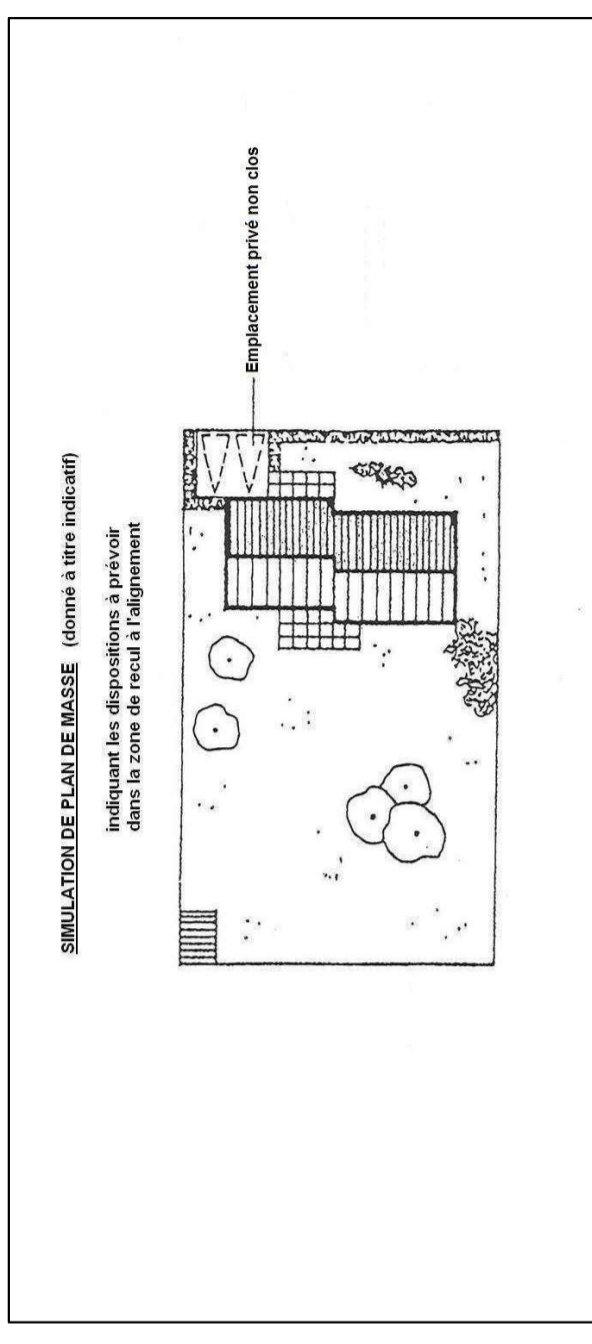 SIMULATION DE PLAN DE MASSE (donné à titre indicatif)
indiquant les dispositions à prévoir
dans la zone de recul à l'alignement
Emplacement privé non clos